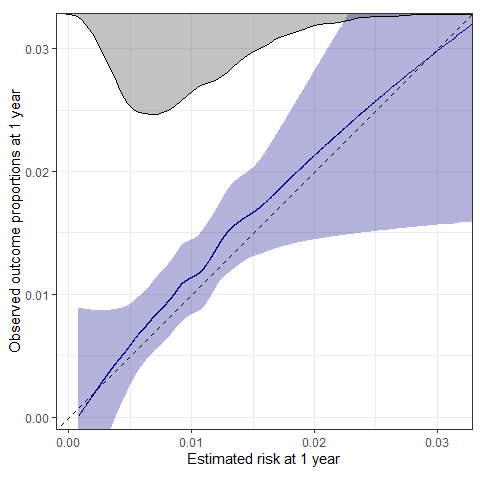 0.03
0.02
0.01
0.00
Observed outcome proportions at 1 year
0.00 0.01 0.02 0.03
Estimated risk at 1 year